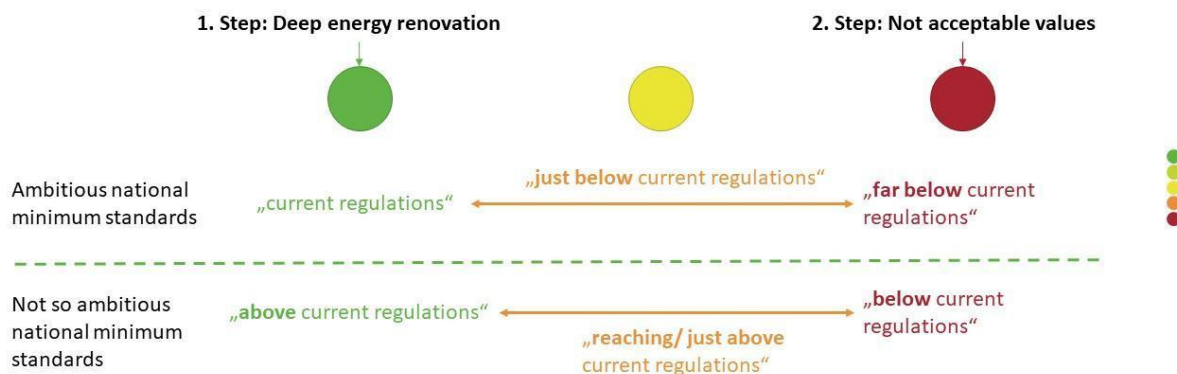 1. Step: Deep energy renovation
2. Step: Not acceptable values
Ambitious national
minimum standards
„current regulations“
„just below current regulations“
„far below current
regulations“
Not so ambitious
national minimum
standards
„above current regulations“
„reaching/ just above
current regulations“
„below current
regulations“